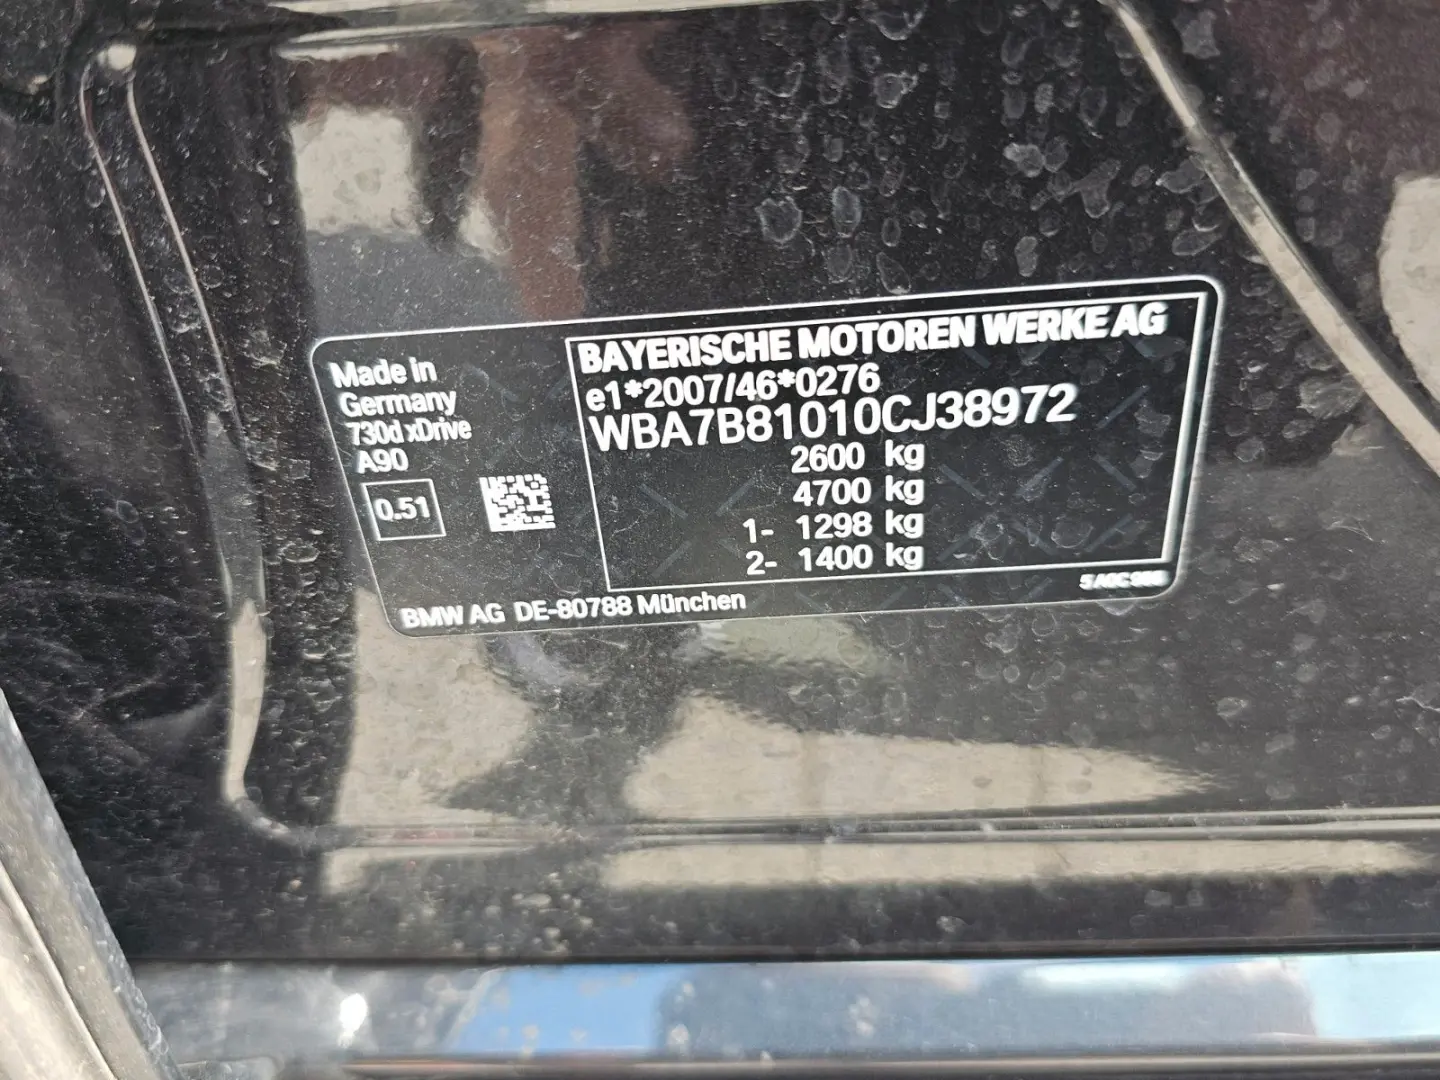 Made in
Germany
730d xDrive
A90
0.51
BAYERISCHE MOTOREN WERKE AG
e1*2007/46*0276
WBA7B81010CJ38972
2600 kg
4700 kg
1- 1298 kg
2- 1400 kg
BMW AG DE-80788 München